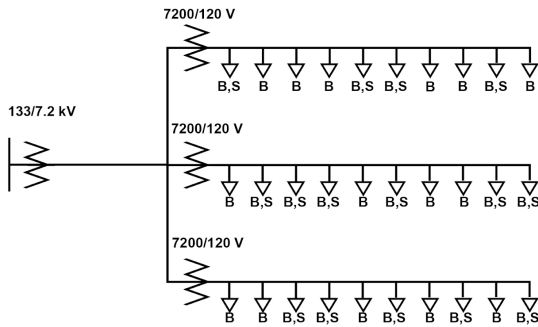 7200/120 V
B,S B B B B,S B,S B B B,S B
133/7.2 kV
7200/120 V
B B,S B,S B,S B B,S B B B,S B,S
7200/120 V
B B B,S B,S B B,S B B B,S B,S